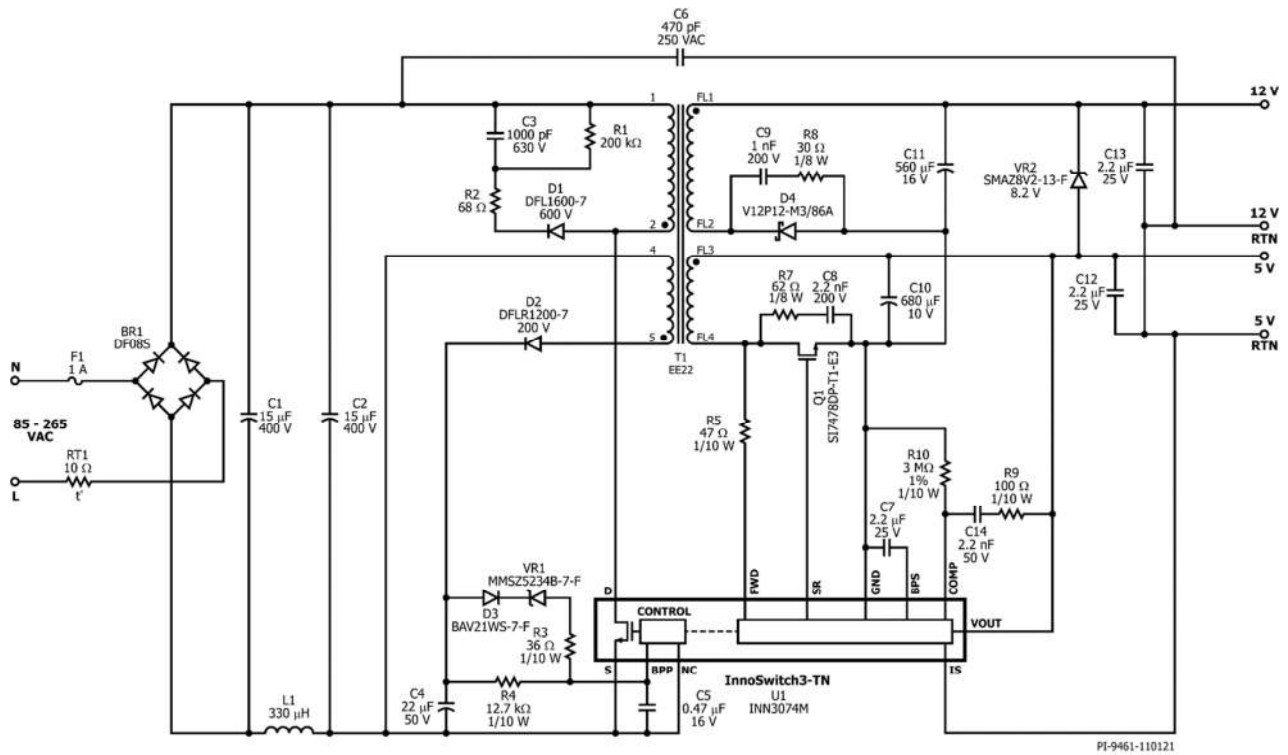 C6
470 pF
250 VAC
1
FL1
12 V
C3
1000 pF
630 V
R1
200 kΩ
C9
1 nF
200 V
R8
30 Ω
1/8 W
C11
560 µF
16 V
VR2
SMAZ8V2-13-F
8.2 V
C13
2.2 µF
25 V
R2
68 Ω
D1
DFL1600-7
600 V
D4
V12P12-M3/86A
2
FL2
12 V
RTN
4
FL3
5 V
R7
62 Ω
1/8 W
C8
2.2 nF
200 V
C10
680 µF
10 V
C12
2.2 µF
25 V
D2
DFLR1200-7
200 V
5
FL4
5 V
RTN
BR1
DF08S
T1
EE22
F1
1 A
N
Q1
SI7478DP-T1-E3
85 - 265
VAC
C1
15 µF
400 V
C2
15 µF
400 V
R5
47 Ω
1/10 W
RT1
10 Ω
L
t°
R10
3 MΩ
1%
1/10 W
R9
100 Ω
1/10 W
C7
2.2 µF
25 V
C14
2.2 nF
50 V
VR1
MMSZ5234B-7-F
D3
BAV21WS-7-F
R3
36 Ω
1/10 W
D
CONTROL
FWD
SR
GND
BPS
COMP
VOUT
S
BPP
NC
IS
InnoSwitch3-TN
U1
INN3074M
R4
12.7 kΩ
1/10 W
C4
22 µF
50 V
C5
0.47 µF
16 V
L1
330 µH
PI-9461-110121